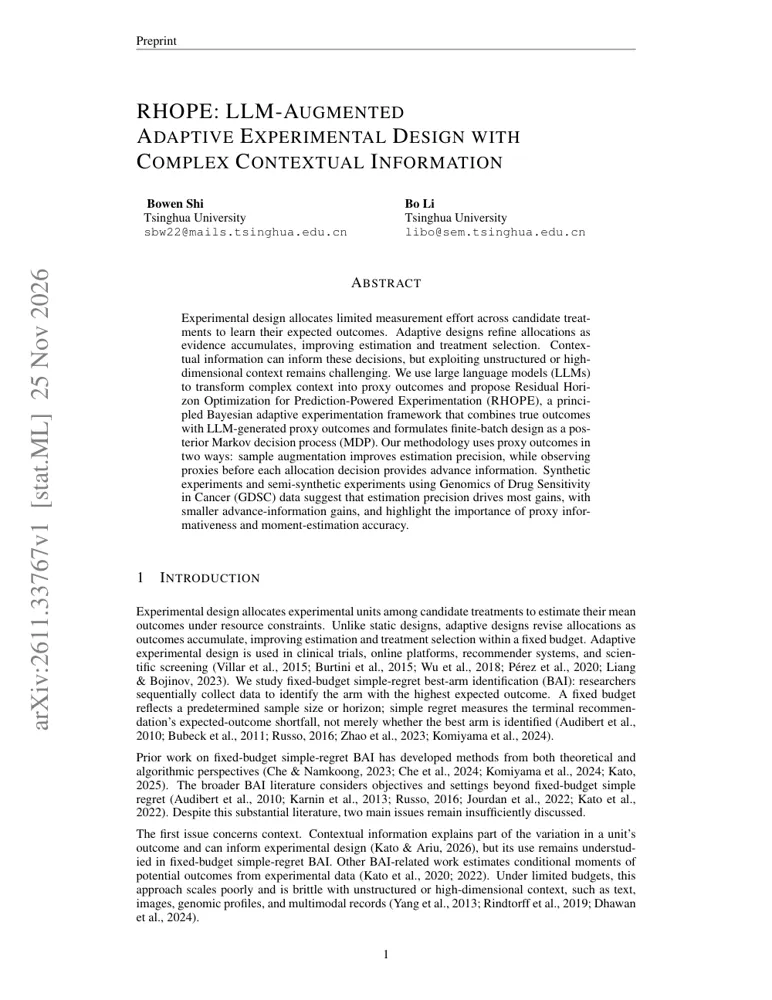 Preprint
RHOPE: LLM-AUGMENTED
ADAPTIVE EXPERIMENTAL DESIGN WITH
COMPLEX CONTEXTUAL INFORMATION
Bowen Shi
Tsinghua University
sbw22@mails.tsinghua.edu.cn
Bo Li
Tsinghua University
libo@sem.tsinghua.edu.cn
arXiv:2611.33767v1 [stat.ML] 25 Nov 2026
ABSTRACT
Experimental design allocates limited measurement effort across candidate treat-
ments to learn their expected outcomes. Adaptive designs refine allocations as
evidence accumulates, improving estimation and treatment selection. Contex-
tual information can inform these decisions, but exploiting unstructured or high-
dimensional context remains challenging. We use large language models (LLMs)
to transform complex context into proxy outcomes and propose Residual Hori-
zon Optimization for Prediction-Powered Experimentation (RHOPE), a princi-
pled Bayesian adaptive experimentation framework that combines true outcomes
with LLM-generated proxy outcomes and formulates finite-batch design as a pos-
terior Markov decision process (MDP). Our methodology uses proxy outcomes in
two ways: sample augmentation improves estimation precision, while observing
proxies before each allocation decision provides advance information. Synthetic
experiments and semi-synthetic experiments using Genomics of Drug Sensitivity
in Cancer (GDSC) data suggest that estimation precision drives most gains, with
smaller advance-information gains, and highlight the importance of proxy infor-
mativeness and moment-estimation accuracy.
1 INTRODUCTION
Experimental design allocates experimental units among candidate treatments to estimate their mean
outcomes under resource constraints. Unlike static designs, adaptive designs revise allocations as
outcomes accumulate, improving estimation and treatment selection within a fixed budget. Adaptive
experimental design is used in clinical trials, online platforms, recommender systems, and scien-
tific screening (Villar et al., 2015; Burtini et al., 2015; Wu et al., 2018; Pérez et al., 2020; Liang
& Bojinov, 2023). We study fixed-budget simple-regret best-arm identification (BAI): researchers
sequentially collect data to identify the arm with the highest expected outcome. A fixed budget
reflects a predetermined sample size or horizon; simple regret measures the terminal recommen-
dation's expected-outcome shortfall, not merely whether the best arm is identified (Audibert et al.,
2010; Bubeck et al., 2011; Russo, 2016; Zhao et al., 2023; Komiyama et al., 2024).
Prior work on fixed-budget simple-regret BAI has developed methods from both theoretical and
algorithmic perspectives (Che & Namkoong, 2023; Che et al., 2024; Komiyama et al., 2024; Kato,
2025). The broader BAI literature considers objectives and settings beyond fixed-budget simple
regret (Audibert et al., 2010; Karnin et al., 2013; Russo, 2016; Jourdan et al., 2022; Kato et al.,
2022). Despite this substantial literature, two main issues remain insufficiently discussed.
The first issue concerns context. Contextual information explains part of the variation in a unit's
outcome and can inform experimental design (Kato & Ariu, 2026), but its use remains understud-
ied in fixed-budget simple-regret BAI. Other BAI-related work estimates conditional moments of
potential outcomes from experimental data (Kato et al., 2020; 2022). Under limited budgets, this
approach scales poorly and is brittle with unstructured or high-dimensional context, such as text,
images, genomic profiles, and multimodal records (Yang et al., 2013; Rindtorff et al., 2019; Dhawan
et al., 2024).
1